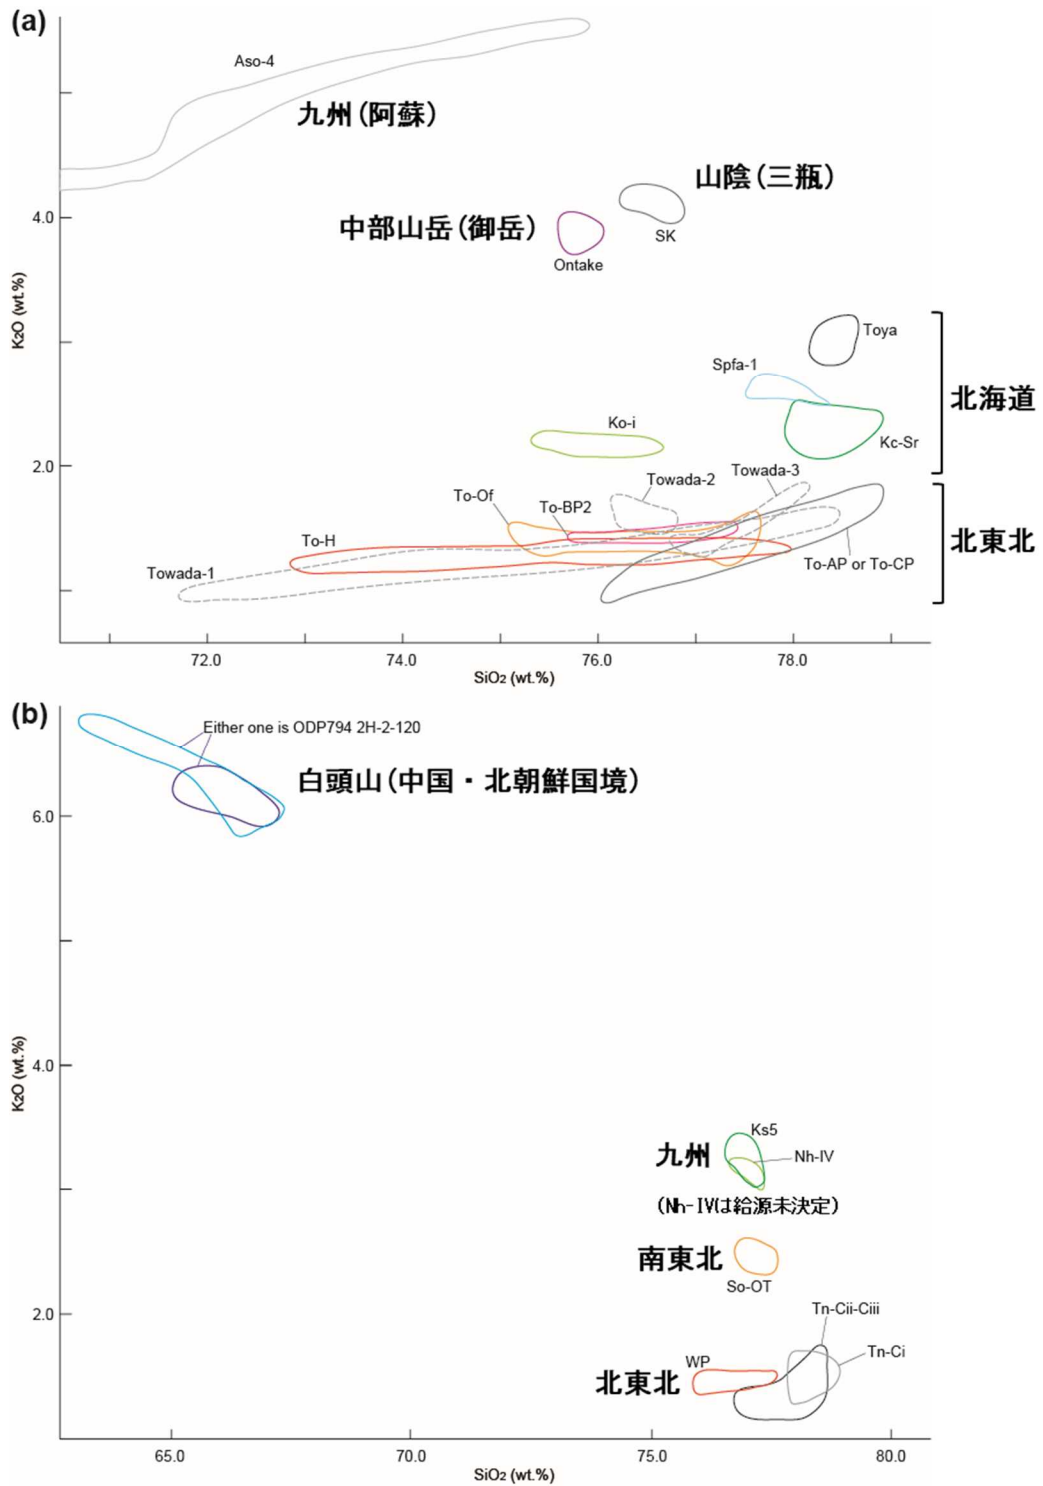 (a)
Aso-4
九州(阿蘇)
山陰(三瓶)
4.0
中部山岳(御岳)
SK
Ontake
K2O (wt.%)
Toya
Spfa-1
北海道
Ko-i
Kc-Sr
2.0
Towada-3
Towada-2
To-Of
To-BP2
To-H
北東北
To-AP or To-CP
Towada-1
72.0 74.0 76.0 78.0
SiO2 (wt.%)
(b)
Either one is ODP794 2H-2-120
白頭山(中国・北朝鮮国境)
6.0
4.0
K2O (wt.%)
Ks5
九州
Nh-IV
(Nh-IVは給源未決定)
南東北
So-OT
2.0
Tn-Cii-Ciii
Tn-Ci
WP
北東北
65.0 70.0 75.0 80.0
SiO2 (wt.%)